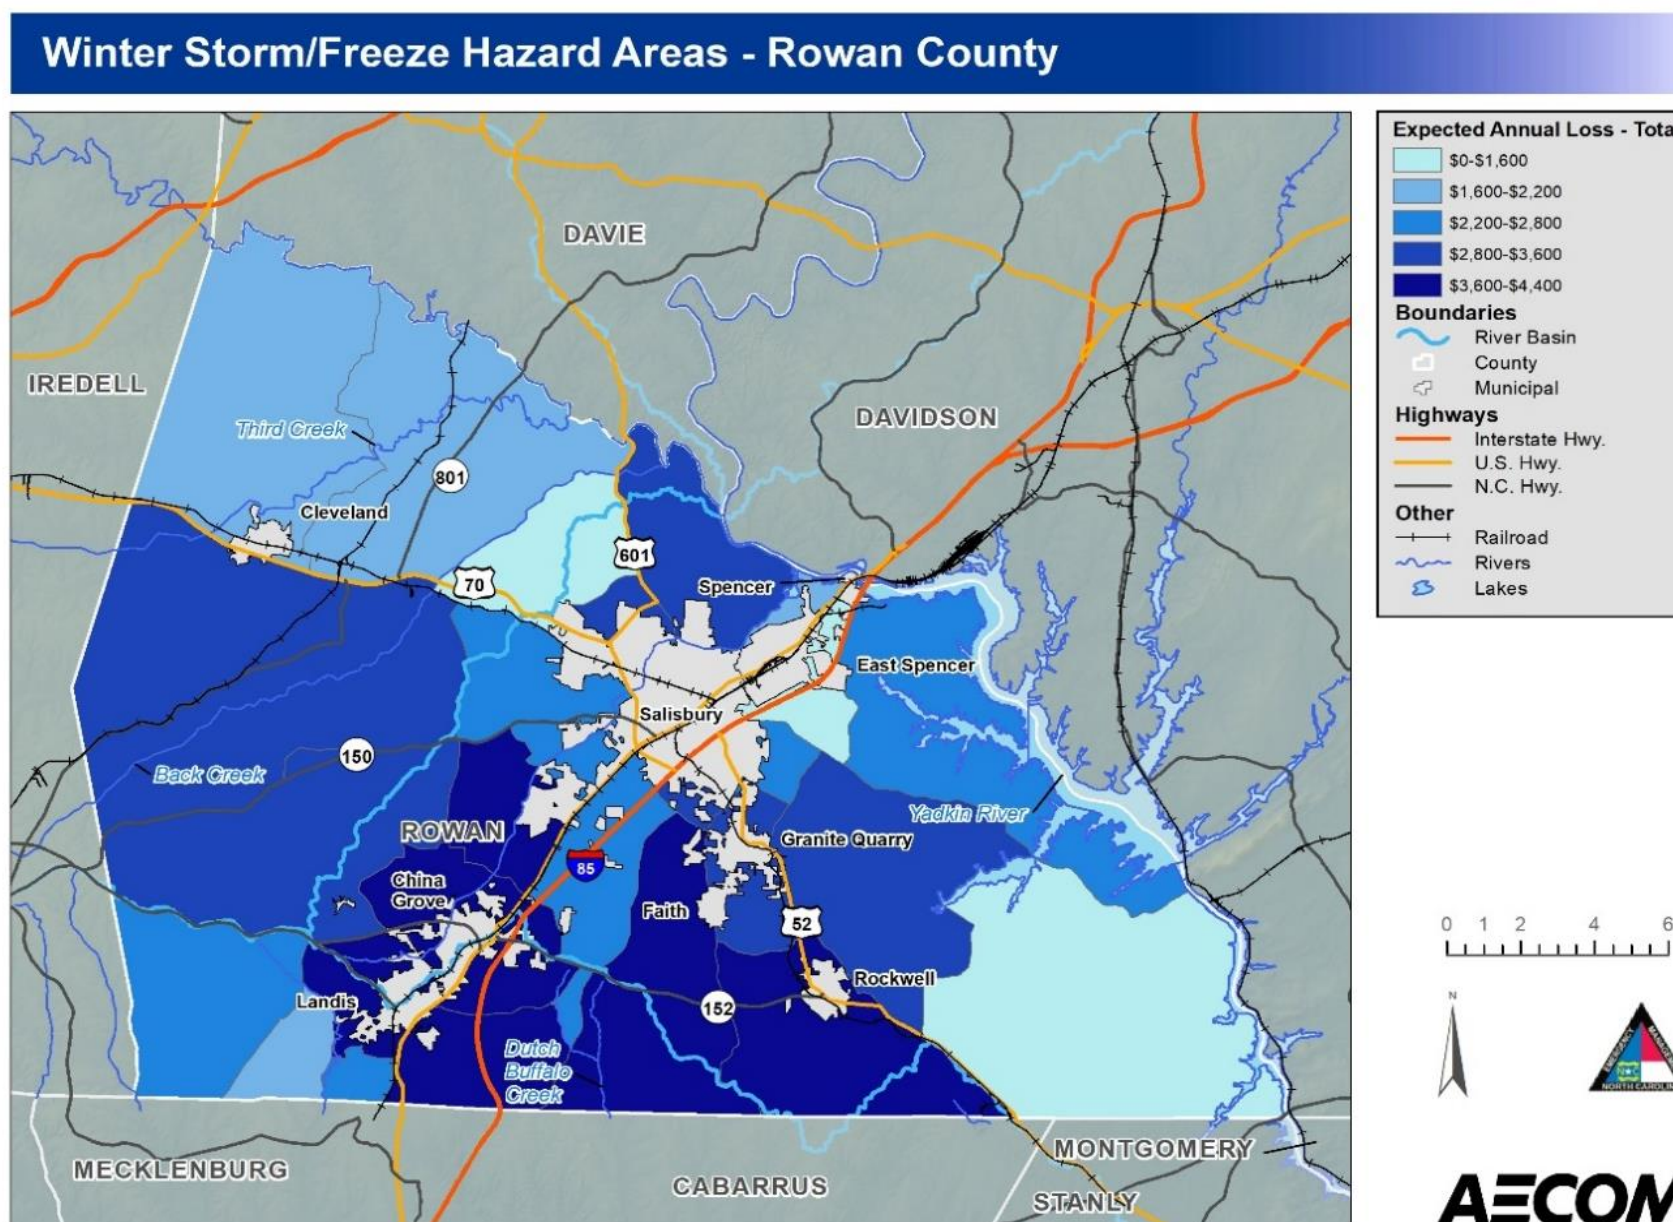 Winter Storm/Freeze Hazard Areas - Rowan County
DAVIE
IREDELL
DAVIDSON
Third Creek
801
Cleveland
601
70
Spencer
East Spencer
Salisbury
150
Back Creek
Yadkin River
ROWAN
Granite Quarry
85
China
Grove
Faith
52
Rockwell
Landis
152
Dutch
Buffalo
Creek
MONTGOMERY
MECKLENBURG
CABARRUS
STANLY
Expected Annual Loss - Tota
$0-$1,600
$1,600-$2,200
$2,200-$2,800
$2,800-$3,600
$3,600-$4,400
Boundaries
River Basin
County
Municipal
Highways
Interstate Hwy.
U.S. Hwy.
N.C. Hwy.
Other
Railroad
Rivers
Lakes
0 1 2 4 6
N
EMERGENCY
NORTH CAROLIN
AECOM